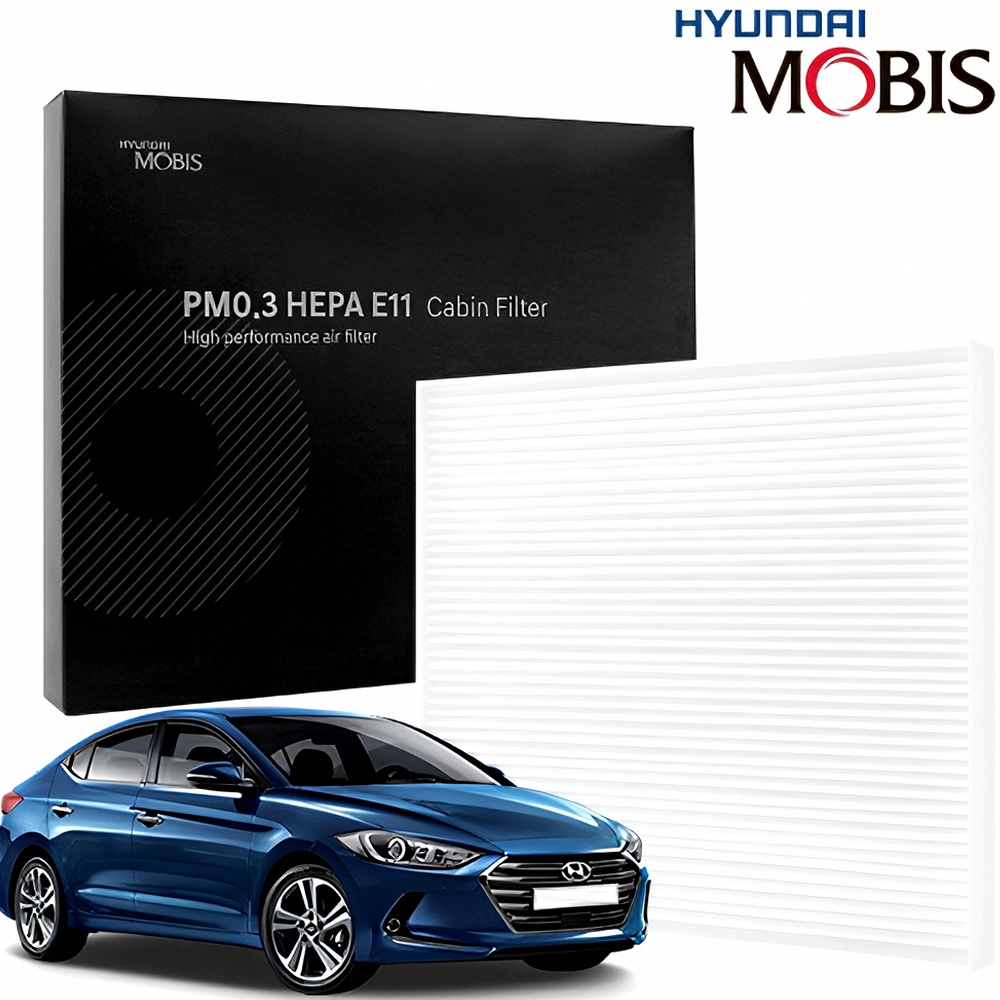 HYUNDAI
MOBIS
HYUNDAI
MOBIS
PM0.3 HEPA E11 Cabin Filter
High performance air filter